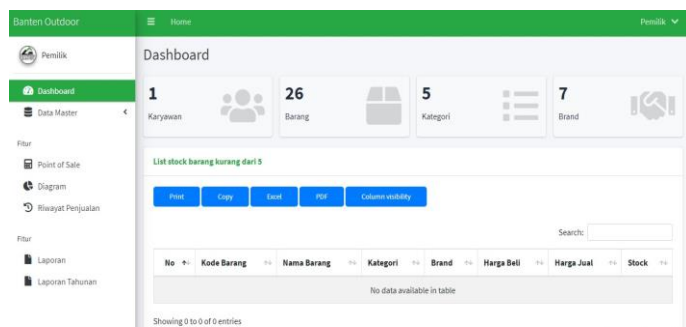 Banten Outdoor
Home
Pemilik
Pemilik
Dashboard
Data Master
Fitur
Point of Sale
Diagram
Riwayat Penjualan
Fitur
Laporan
Laporan Tahunan
Dashboard
1
Karyawan
26
Barang
5
Kategori
7
Brand
List stock barang kurang dari 5
Print Copy Excel PDF Column visibility
Search:
No Kode Barang Nama Barang Kategori Brand Harga Beli Harga Jual Stock
No data available in table
Showing 0 to 0 of 0 entries